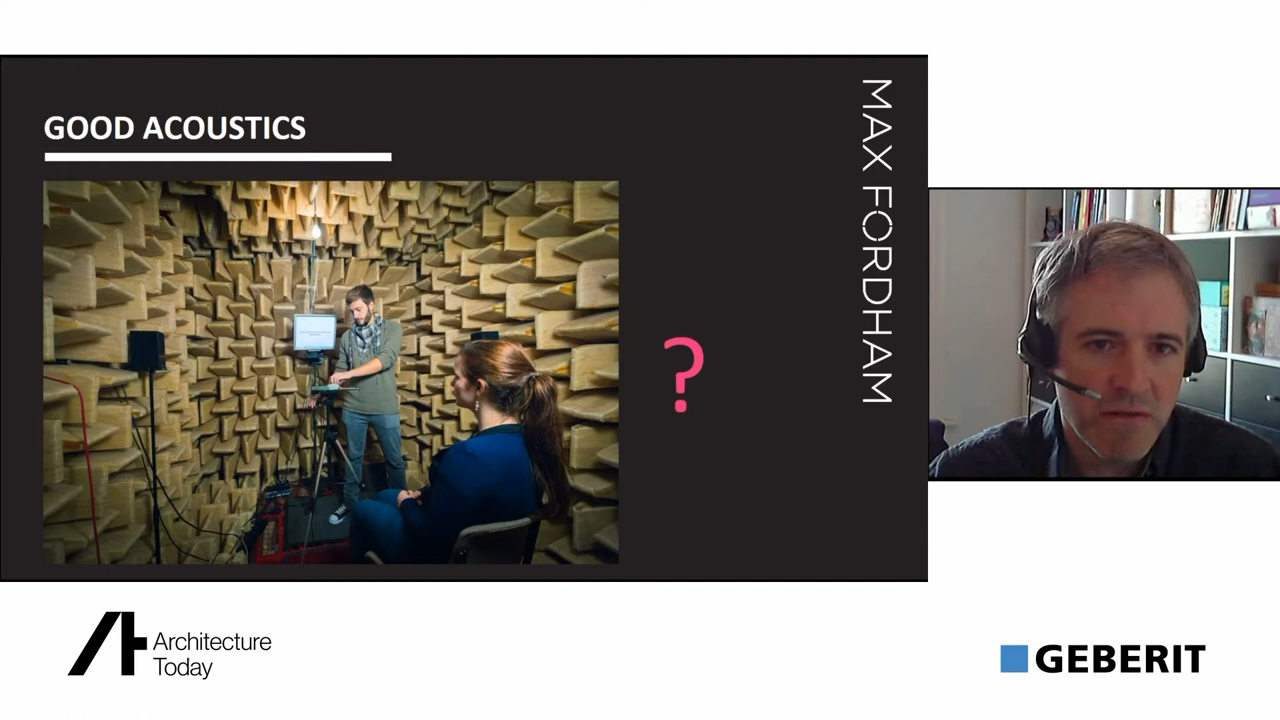 GOOD ACOUSTICS
?
MAX FORDHAM
Architecture
Today
GEBERIT